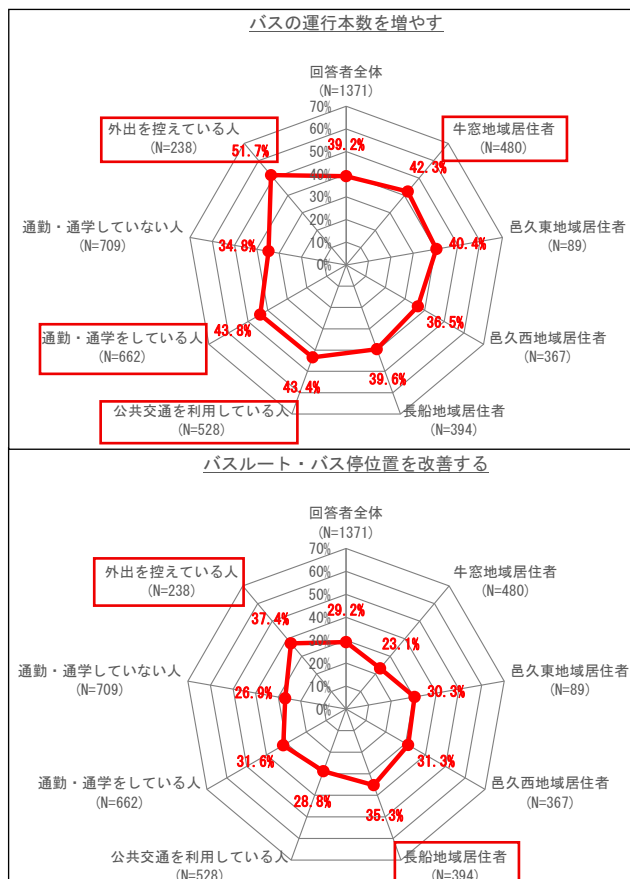 バスの運行本数を増やす
回答者全体
(N=1371)
外出を控えている人
(N=238)
牛窓地域居住者
(N=480)
70%
60%
50%
40%
30%
20%
10%
0%
39.2%
51.7%
42.3%
通勤・通学していない人
(N=709)
34.8%
40.4%
邑久東地域居住者
(N=89)
通勤・通学をしている人
(N=662)
43.8%
36.5%
邑久西地域居住者
(N=367)
43.4%
39.6%
公共交通を利用している人
(N=528)
長船地域居住者
(N=394)
バスルート・バス停位置を改善する
回答者全体
(N=1371)
外出を控えている人
(N=238)
牛窓地域居住者
(N=480)
70%
60%
50%
40%
30%
20%
10%
0%
29.2%
37.4%
23.1%
通勤・通学していない人
(N=709)
26.9%
30.3%
邑久東地域居住者
(N=89)
通勤・通学をしている人
(N=662)
31.6%
31.3%
邑久西地域居住者
(N=367)
28.8%
35.3%
公共交通を利用している人
(N=528)
長船地域居住者
(N=394)